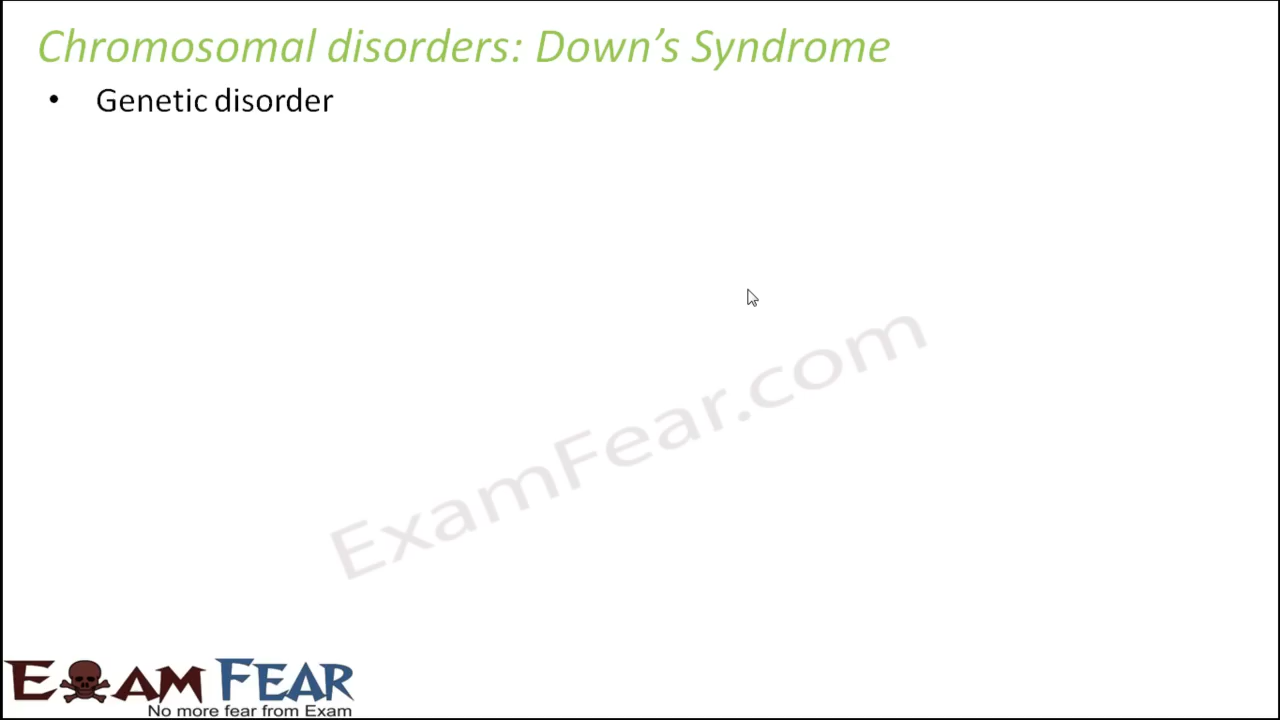 Chromosomal disorders: Down’s Syndrome
• Genetic disorder
ExamFear.com
EXAM FEAR
No more fear from Exam